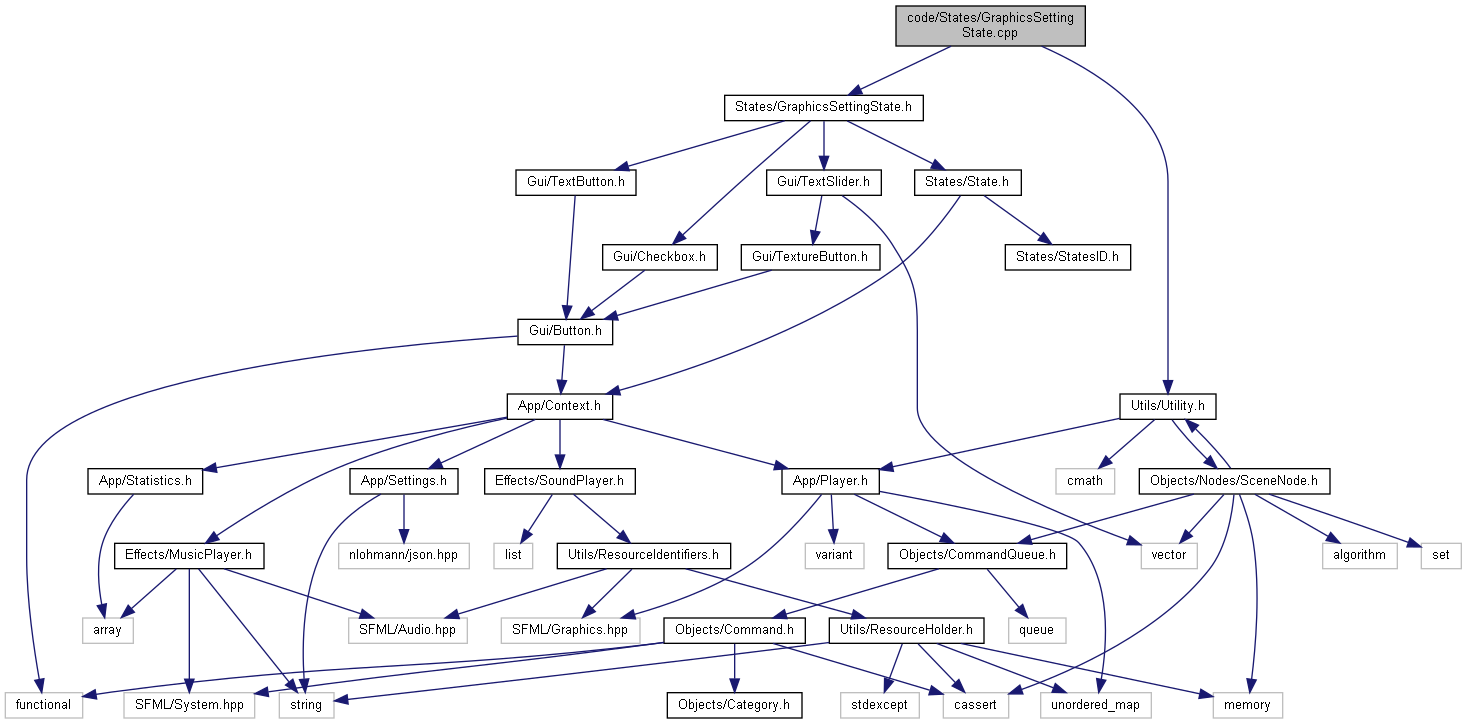 code/States/GraphicsSetting
State.cpp
States/GraphicsSettingState.h
Gui/TextButton.h
Gui/TextSlider.h
States/State.h
Gui/Checkbox.h
Gui/TextureButton.h
States/StatesID.h
Gui/Button.h
App/Context.h
Utils/Utility.h
App/Statistics.h
App/Settings.h
Effects/SoundPlayer.h
App/Player.h
cmath
Objects/Nodes/SceneNode.h
Effects/MusicPlayer.h
nlohmann/json.hpp
list
Utils/ResourceIdentifiers.h
variant
Objects/CommandQueue.h
vector
algorithm
set
array
SFML/Audio.hpp
SFML/Graphics.hpp
Objects/Command.h
Utils/ResourceHolder.h
queue
functional
SFML/System.hpp
string
Objects/Category.h
stdexcept
cassert
unordered_map
memory